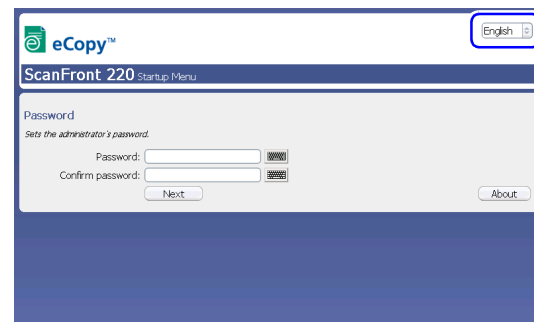 English
eCopy™
ScanFront 220 Startup Menu
Password
Sets the administrator's password.
Password:
Confirm password:
Next
About